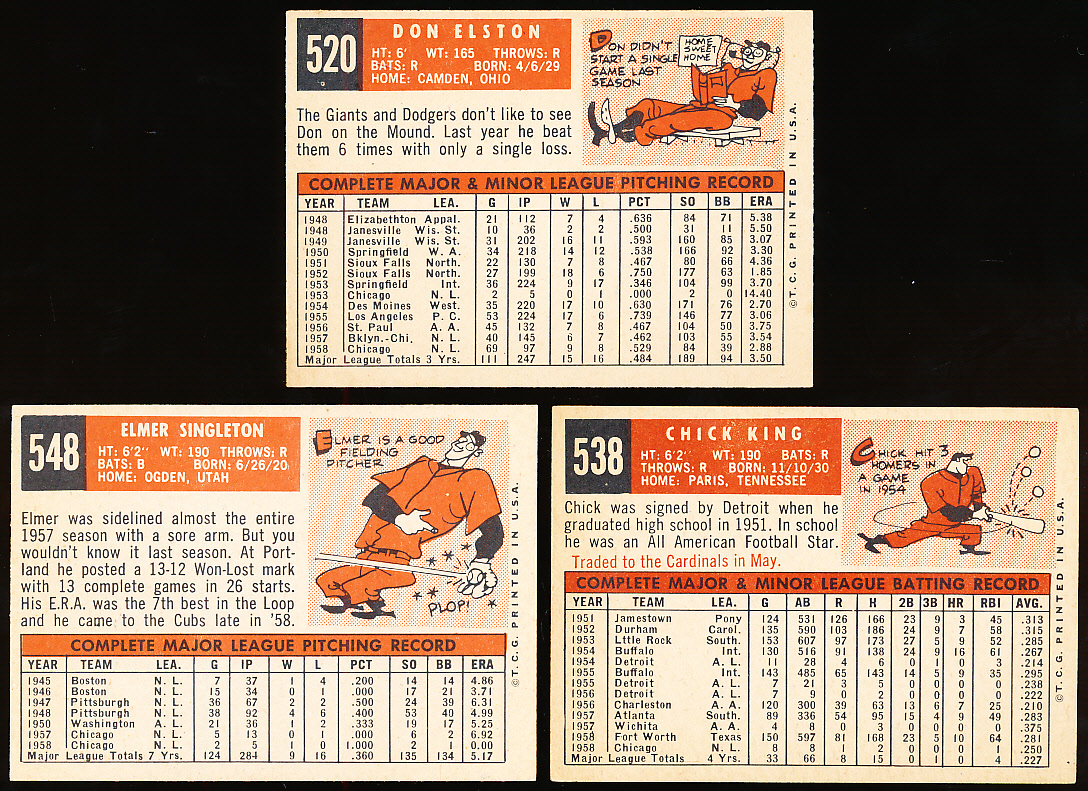 520
DON ELSTON
HT: 6' WT: 165 THROWS: R
BATS: R BORN: 4/6/29
HOME: CAMDEN, OHIO
DON DIDN'T
START A SINGLE
GAME LAST
SEASON
HOME
SWEET
HOME
The Giants and Dodgers don't like to see
Don on the Mound. Last year he beat
them 6 times with only a single loss.
COMPLETE MAJOR & MINOR LEAGUE PITCHING RECORD
YEAR TEAM LEA. G IP W L PCT SO BB ERA
1948 Elizabethton Appal. 21 112 7 4 .636 84 71 5.38
1948 Janesville Wis. St. 10 36 2 2 .500 31 11 5.50
1949 Janesville Wis. St. 31 202 16 11 .593 160 85 3.07
1950 Springfield W. A. 34 218 14 12 .538 166 92 3.30
1951 Sioux Falls North. 22 130 7 8 .467 80 66 4.36
1952 Sioux Falls North. 27 199 18 6 .750 177 63 1.85
1953 Springfield Int. 36 224 9 17 .346 104 99 3.70
1953 Chicago N. L. 2 5 0 1 .000 2 0 14.40
1954 Des Moines West. 35 220 17 10 .630 171 76 2.70
1955 Los Angeles P. C. 53 224 17 6 .739 146 77 3.06
1956 St. Paul A. A. 45 132 7 8 .467 104 50 3.75
1957 Bklyn.-Chi. N. L. 40 145 6 7 .462 103 55 3.54
1958 Chicago N. L. 69 97 9 8 .529 84 39 2.88
Major League Totals 3 Yrs. 111 247 15 16 .484 189 94 3.50
©T.C.G. PRINTED IN U.S.A.
548
ELMER SINGLETON
HT: 6'2" WT: 190 THROWS: R
BATS: B BORN: 6/26/20
HOME: OGDEN, UTAH
ELMER IS A GOOD
FIELDING
PITCHER
PLOP!
Elmer was sidelined almost the entire
1957 season with a sore arm. But you
wouldn't know it last season. At Port-
land he posted a 13-12 Won-Lost mark
with 13 complete games in 26 starts.
His E.R.A. was the 7th best in the Loop
and he came to the Cubs late in '58.
COMPLETE MAJOR LEAGUE PITCHING RECORD
YEAR TEAM LEA. G IP W L PCT SO BB ERA
1945 Boston N. L. 7 37 1 4 .200 14 14 4.86
1946 Boston N. L. 15 34 0 1 .000 17 21 3.71
1947 Pittsburgh N. L. 36 67 2 2 .500 24 39 6.31
1948 Pittsburgh N. L. 38 92 4 6 .400 53 40 4.99
1950 Washington A. L. 21 36 1 2 .333 19 17 5.25
1957 Chicago N. L. 5 13 0 1 .000 6 2 6.92
1958 Chicago N. L. 2 5 1 0 1.000 2 1 0.00
Major League Totals 7 Yrs. 124 284 9 16 .360 135 134 5.17
©T.C.G. PRINTED IN U.S.A.
538
CHICK KING
HT: 6'2" WT: 190 BATS: R
THROWS: R BORN: 11/10/30
HOME: PARIS, TENNESSEE
CHICK HIT 3
HOMERS IN
A GAME
IN 1954
Chick was signed by Detroit when he
graduated high school in 1951. In school
he was an All American Football Star.
Traded to the Cardinals in May.
COMPLETE MAJOR & MINOR LEAGUE BATTING RECORD
YEAR TEAM LEA. G AB R H 2B 3B HR RBI AVG.
1951 Jamestown Pony 124 531 126 166 23 9 3 45 .313
1952 Durham Carol. 135 590 103 186 24 9 7 58 .315
1953 Little Rock South. 153 607 97 173 27 5 9 52 .285
1954 Buffalo Int. 130 516 91 138 24 9 16 61 .267
1954 Detroit A. L. 11 28 4 6 0 1 0 3 .214
1955 Buffalo Int. 143 485 65 143 14 5 9 35 .295
1955 Detroit A. L. 7 21 3 5 0 0 0 0 .238
1956 Detroit A. L. 7 9 0 2 0 0 0 0 .222
1956 Charleston A. A. 120 300 39 63 13 6 7 25 .210
1957 Atlanta South. 89 336 54 95 15 4 9 49 .283
1957 Wichita A. A. 4 8 0 3 0 0 0 0 .375
1958 Fort Worth Texas 150 597 81 168 23 5 10 64 .281
1958 Chicago N. L. 8 8 1 2 0 0 0 1 .250
Major League Totals 4 Yrs. 33 66 8 15 0 1 0 4 .227
©T.C.G. PRINTED IN U.S.A.